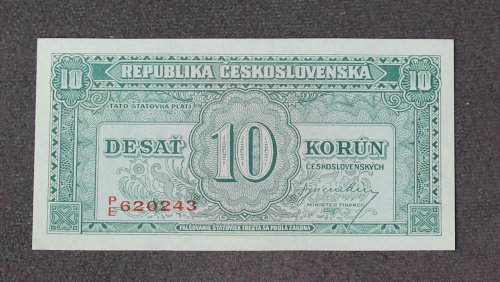 10 REPUBLIKA ČESKOSLOVENSKÁ 10
TÁTO ŠTÁTOVKA PLATÍ
DESAŤ 10 KORÚN
ČESKOSLOVENSKÝCH
P/E 620243
MINISTER FINANCIÍ
FALŠOVANIE ŠTÁTOVIEK TRESTÁ SA PODĽA ZÁKONA